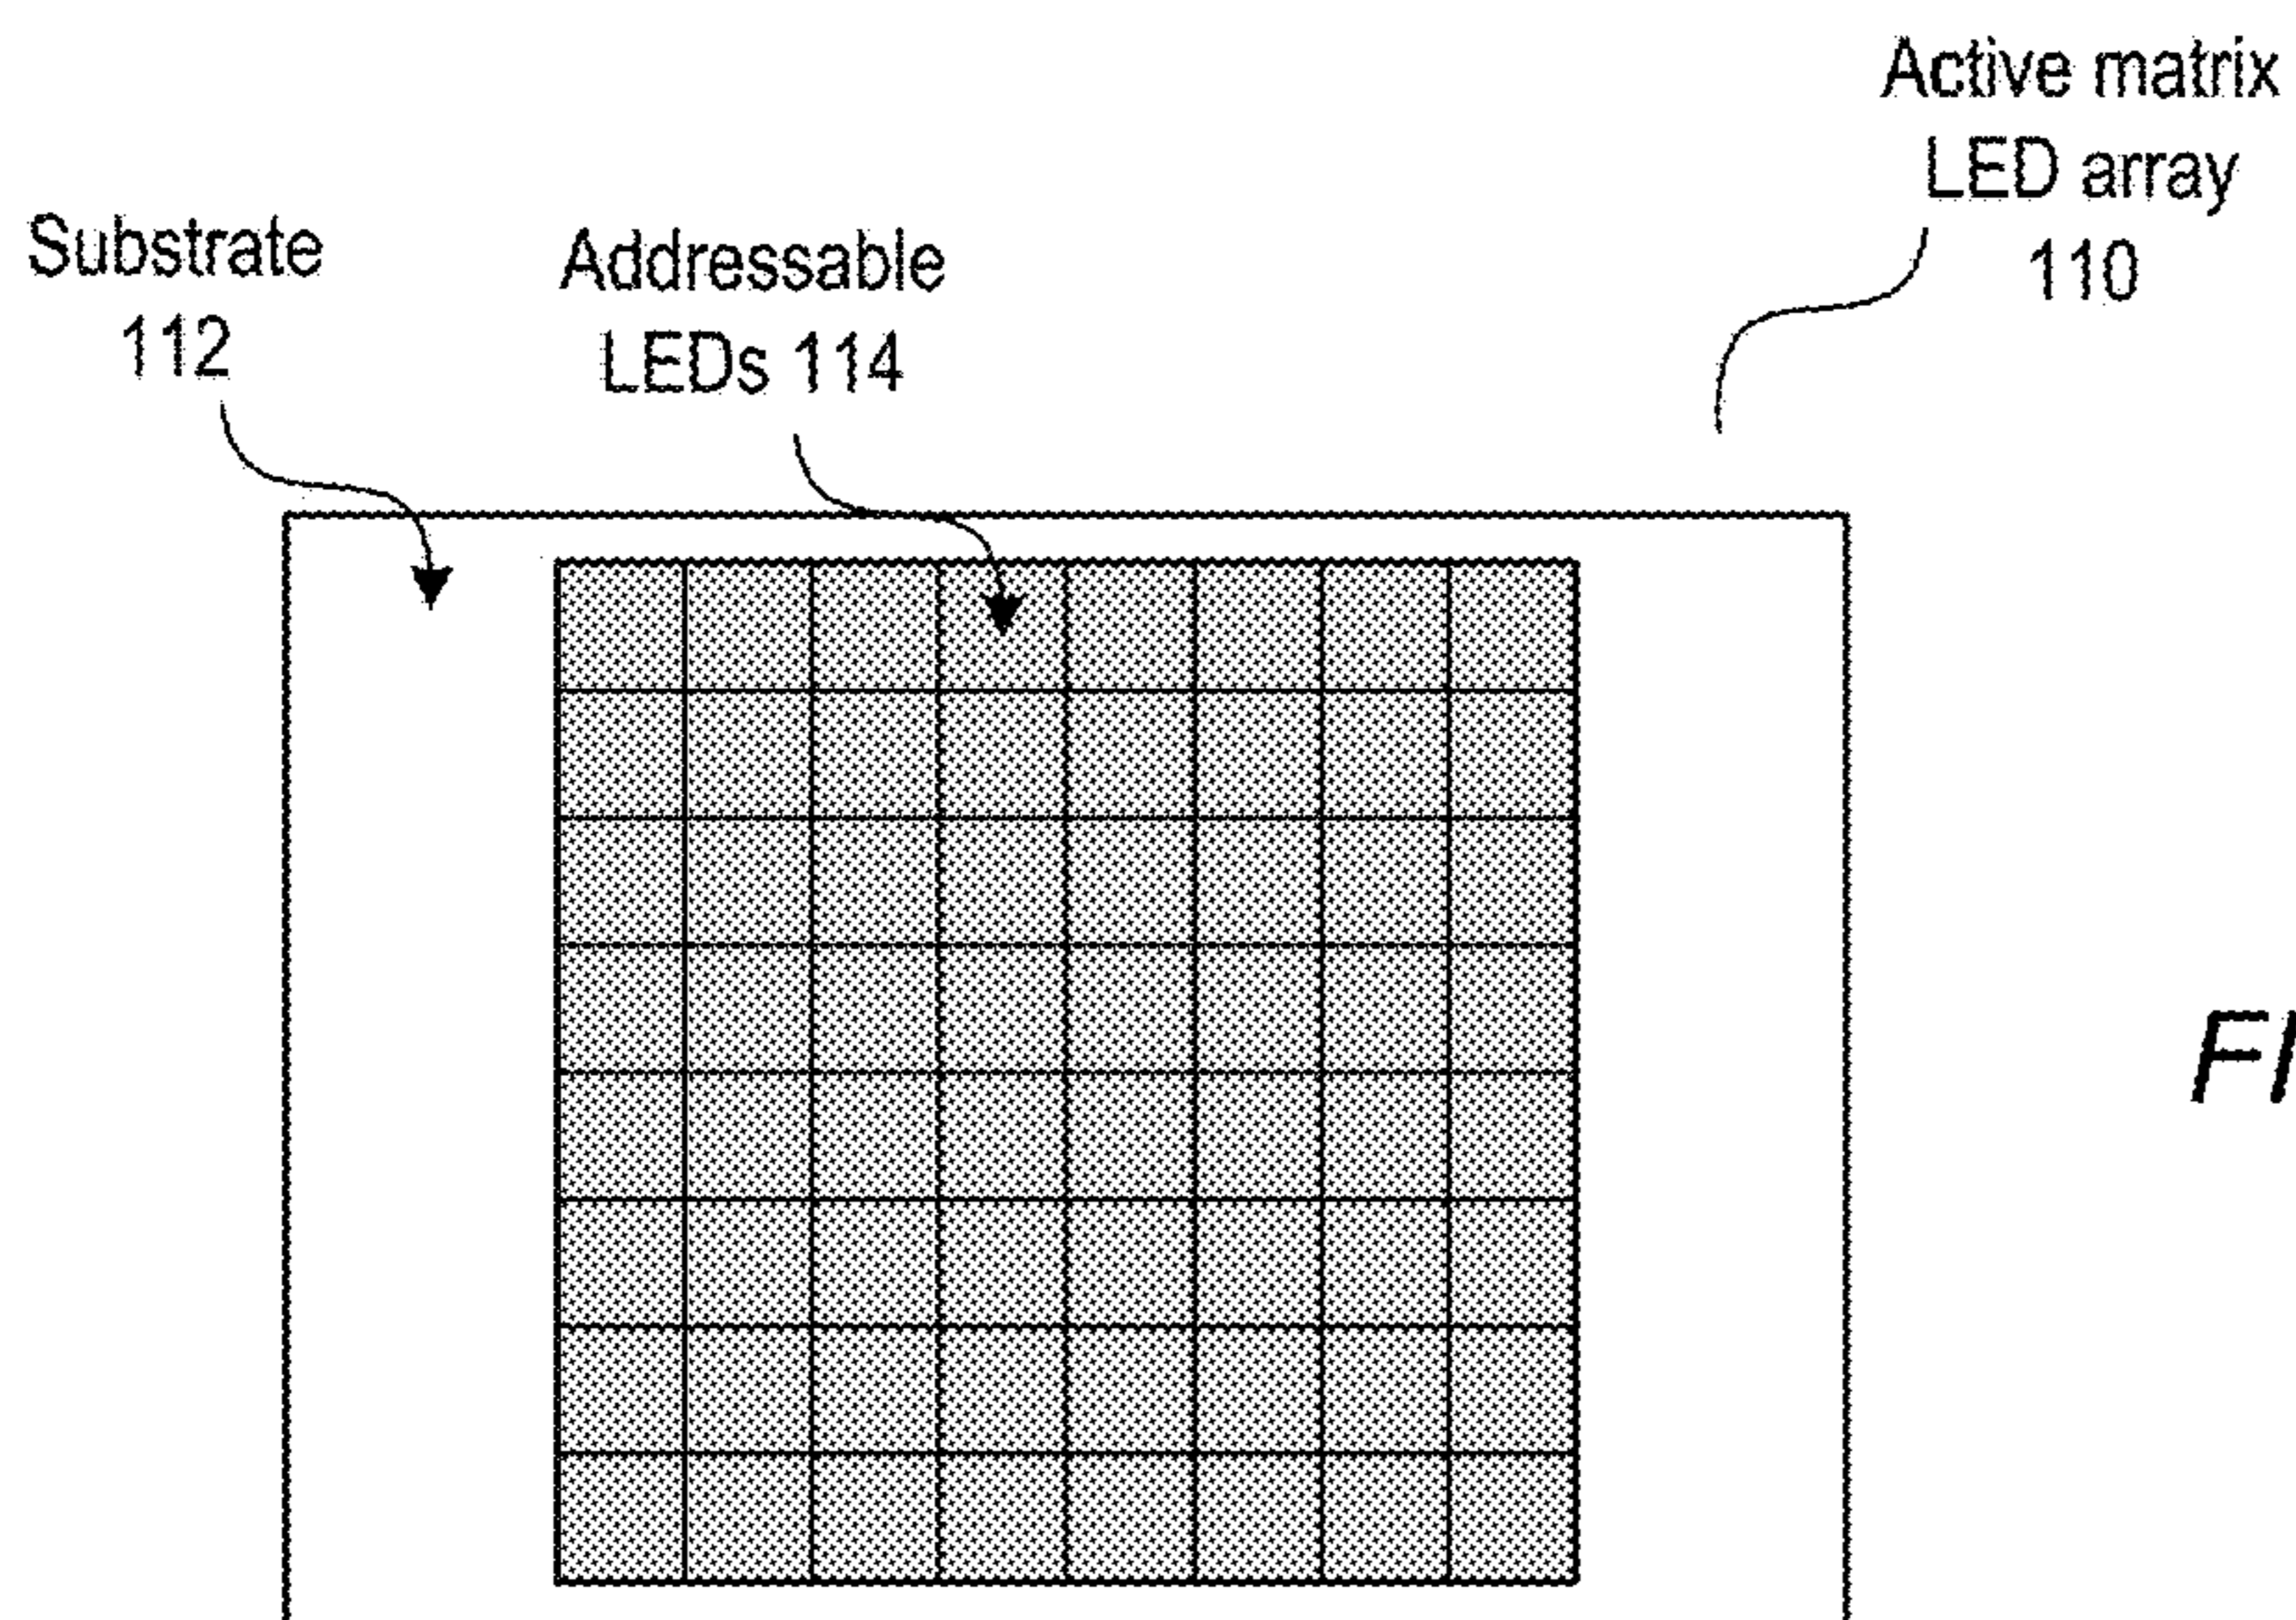 Active matrix
LED array
110
Substrate
112
Addressable
LEDs 114